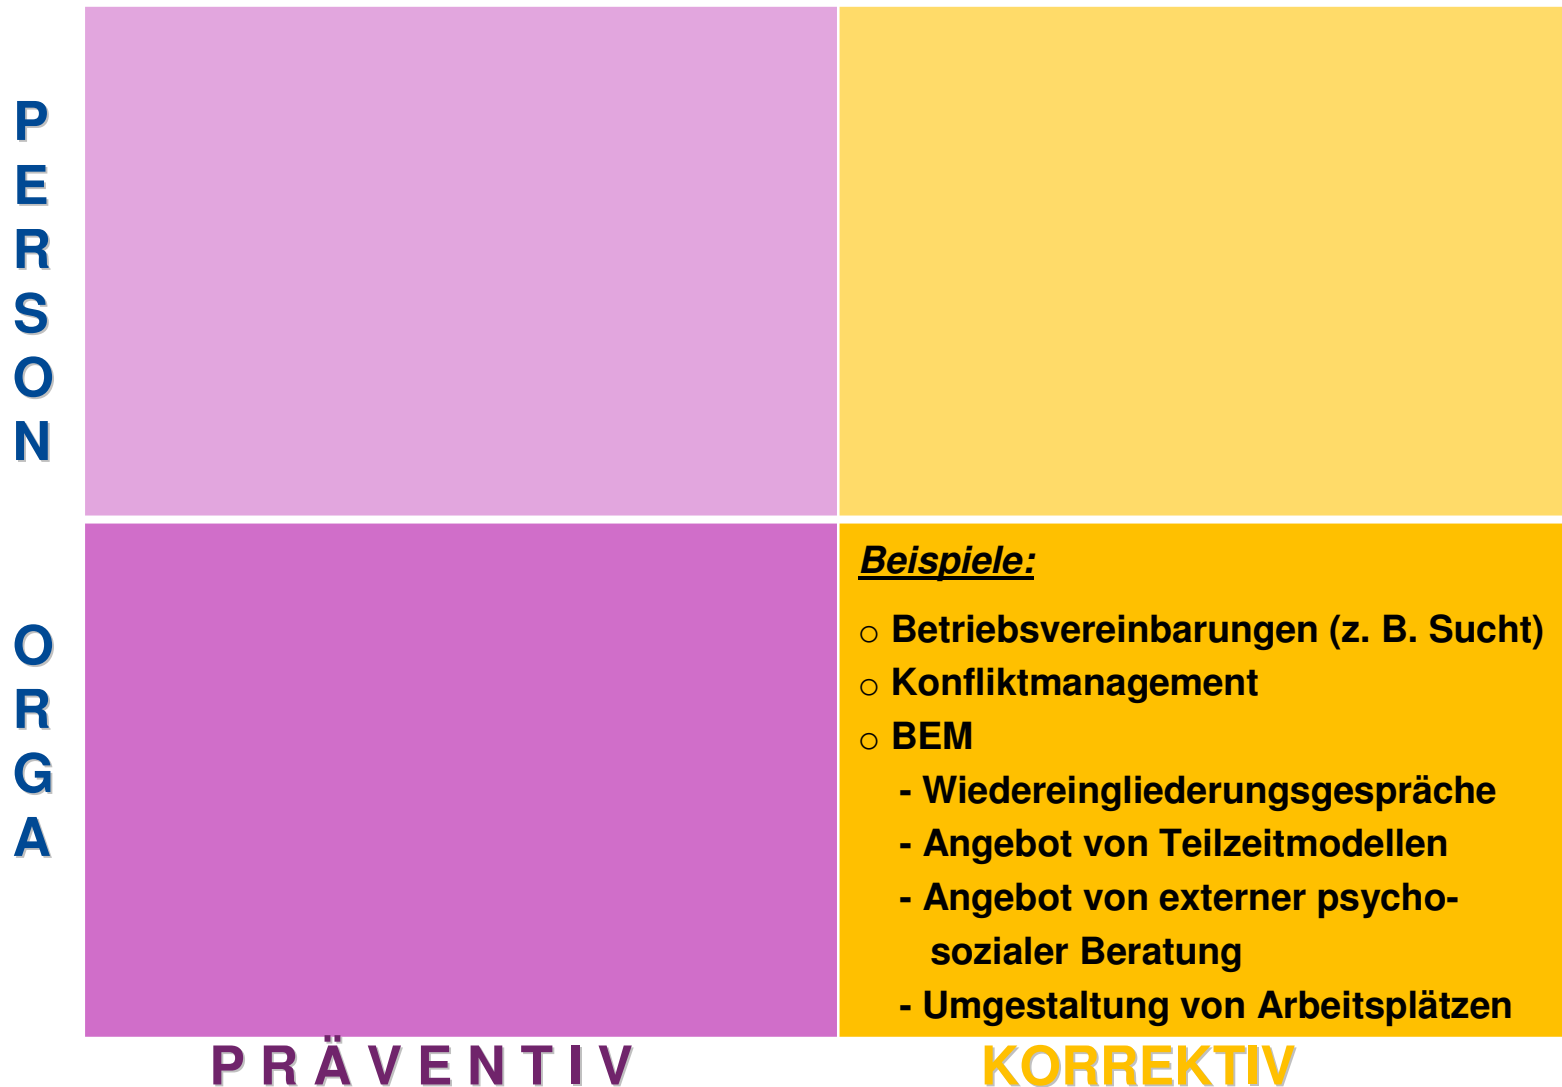 PERSON
ORGA
Beispiele:
o Betriebsvereinbarungen (z. B. Sucht)
o Konfliktmanagement
o BEM
- Wiedereingliederungsgespräche
- Angebot von Teilzeitmodellen
- Angebot von externer psycho-
sozialer Beratung
- Umgestaltung von Arbeitsplätzen
PRÄVENTIV
KORREKTIV